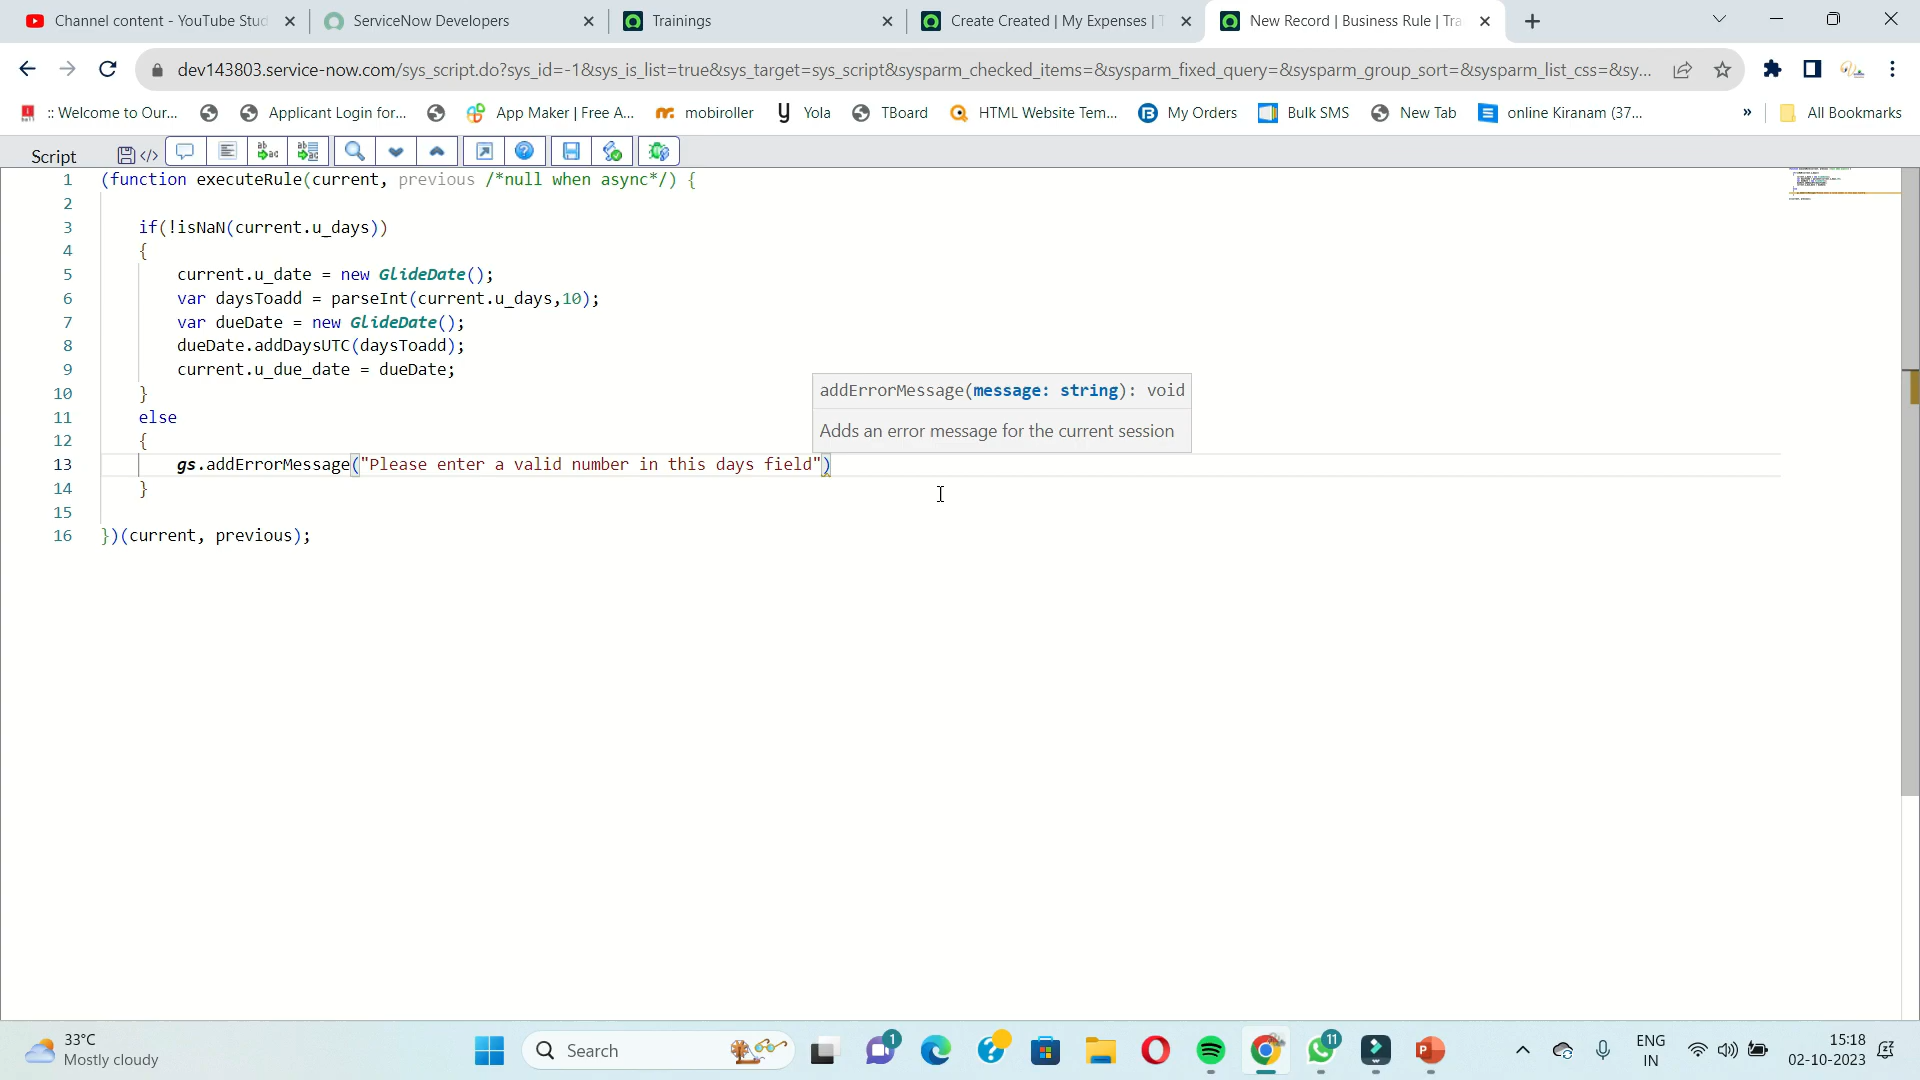 Channel content - YouTube Stud
ServiceNow Developers
Trainings
Create Created | My Expenses | T
New Record | Business Rule | Tra
dev143803.service-now.com/sys_script.do?sys_id=-1&sys_is_list=true&sys_target=sys_script&sysparm_checked_items=&sysparm_fixed_query=&sysparm_group_sort=&sysparm_list_css=&sy...
:: Welcome to Our...
Applicant Login for...
App Maker | Free A...
mobiroller
Yola
TBoard
HTML Website Tem...
My Orders
Bulk SMS
New Tab
online Kiranam (37...
»
All Bookmarks
Script
1 (function executeRule(current, previous /*null when async*/) {
2
3 if(!isNaN(current.u_days))
4 {
5 current.u_date = new GlideDate();
6 var daysToadd = parseInt(current.u_days,10);
7 var dueDate = new GlideDate();
8 dueDate.addDaysUTC(daysToadd);
9 current.u_due_date = dueDate;
10 }
11 else
12 {
13 gs.addErrorMessage("Please enter a valid number in this days field")
14 }
15
16 })(current, previous);
addErrorMessage(message: string): void
Adds an error message for the current session
33°C
Mostly cloudy
Search
1
11
ENG
IN
15:18
02-10-2023